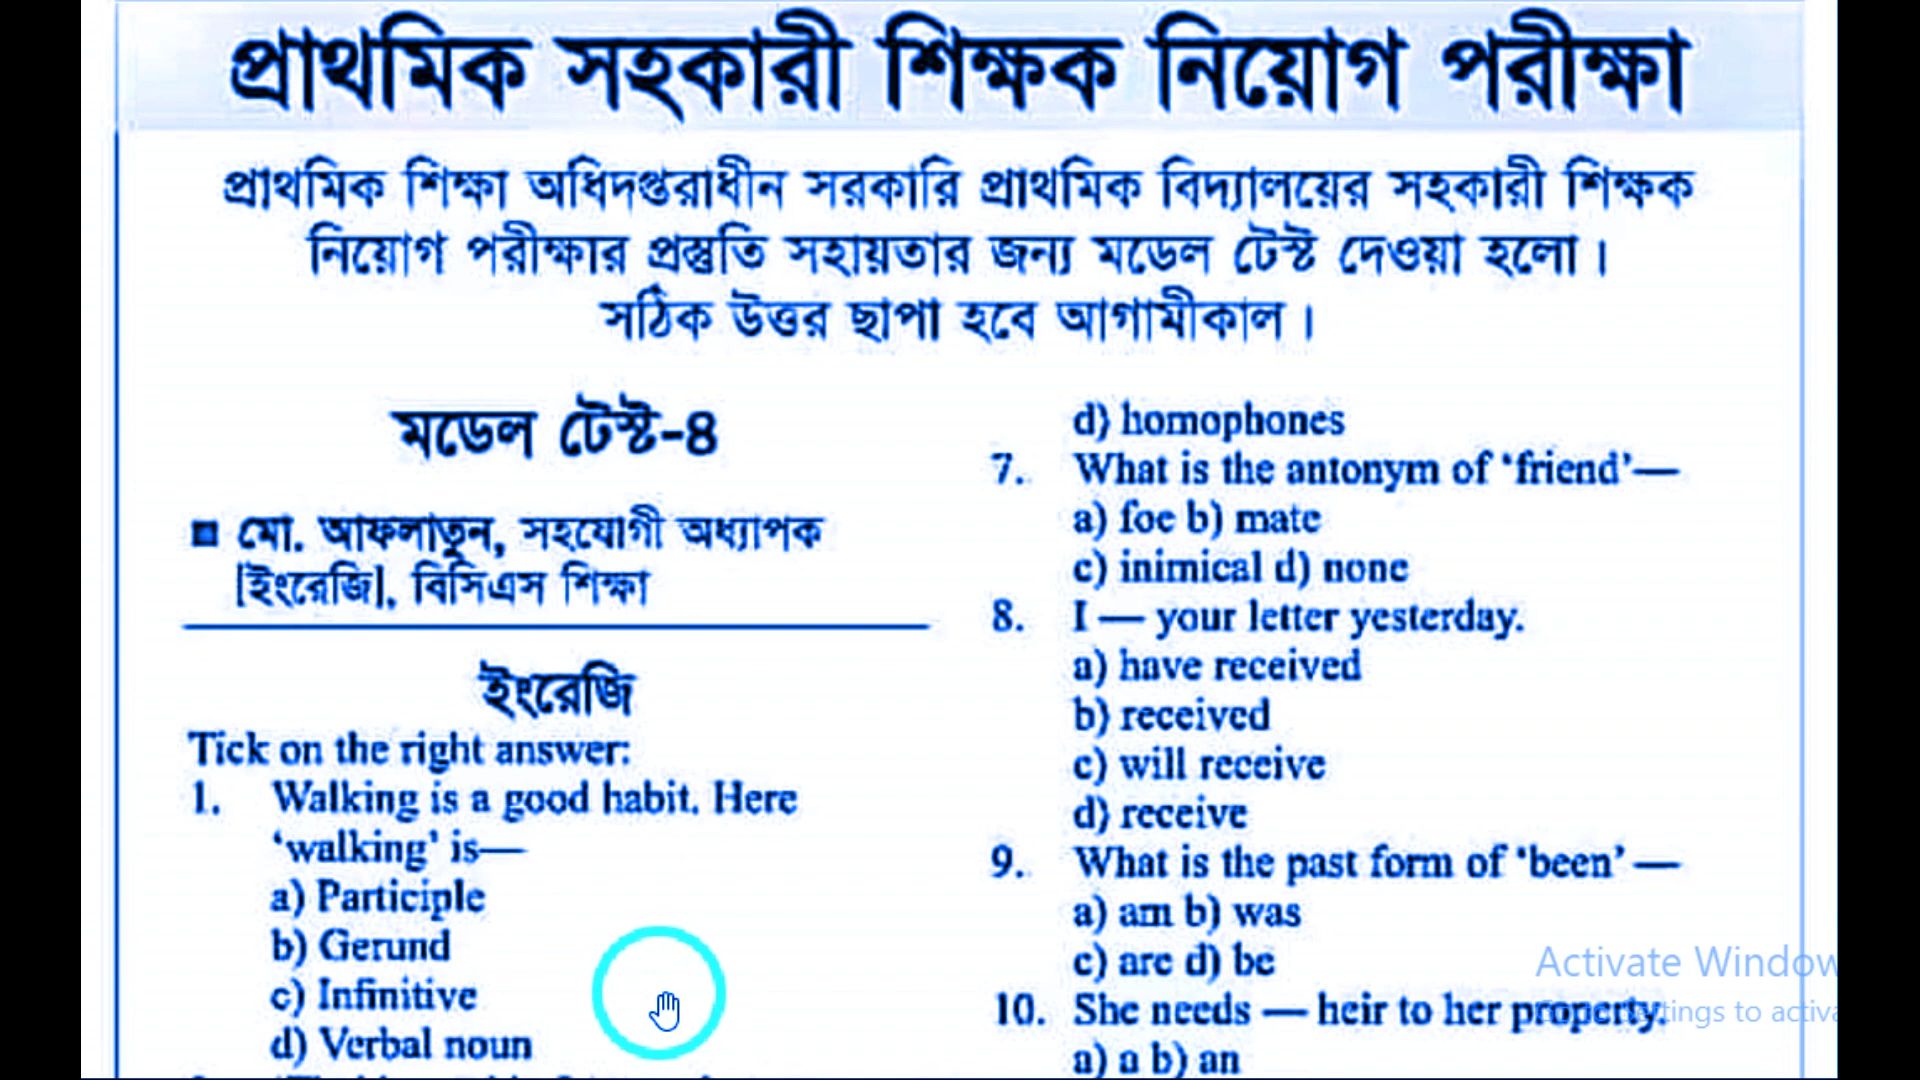 প্রাথমিক সহকারী শিক্ষক নিয়োগ পরীক্ষা
প্রাথমিক শিক্ষা অধিদপ্তরাধীন সরকারি প্রাথমিক বিদ্যালয়ের সহকারী শিক্ষক
নিয়োগ পরীক্ষার প্রস্তুতি সহায়তার জন্য মডেল টেস্ট দেওয়া হলো।
সঠিক উত্তর ছাপা হবে আগামীকাল।
মডেল টেস্ট-৪
■ মো. আফলাতুন, সহযোগী অধ্যাপক
[ইংরেজি], বিসিএস শিক্ষা
ইংরেজি
Tick on the right answer:
1. Walking is a good habit. Here
‘walking’ is—
a) Participle
b) Gerund
c) Infinitive
d) Verbal noun
d) homophones
7. What is the antonym of ‘friend’—
a) foe b) mate
c) inimical d) none
8. I — your letter yesterday.
a) have received
b) received
c) will receive
d) receive
9. What is the past form of ‘been’—
a) am b) was
c) are d) be
10. She needs — heir to her property.
a) a b) an
Activate Window